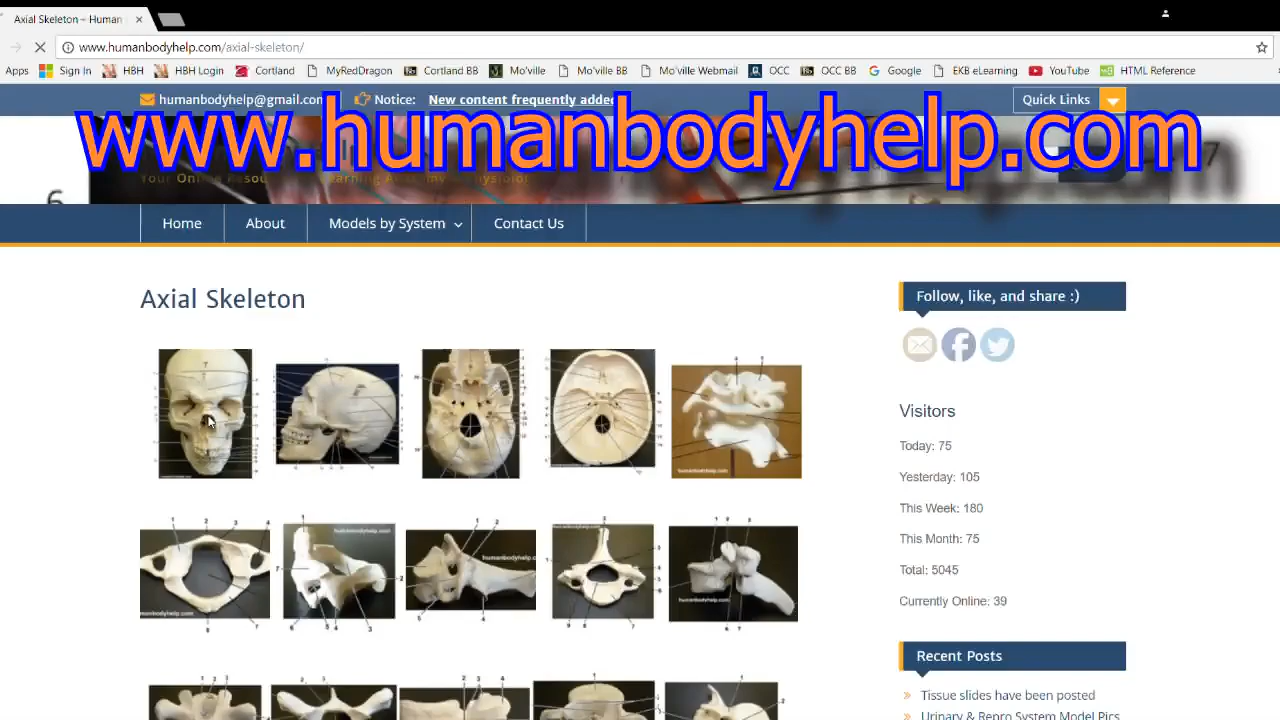 Axial Skeleton – Human
www.humanbodyhelp.com/axial-skeleton/
Apps Sign In HBH HBH Login Cortland MyRedDragon Cortland BB Mo'ville Mo'ville BB Mo'ville Webmail OCC OCC BB Google EKB eLearning YouTube HTML Reference
humanbodyhelp@gmail.com Notice: New content frequently added Quick Links
www.humanbodyhelp.com
Your Online
Home About Models by System Contact Us
Axial Skeleton
Follow, like, and share :)
Visitors
Today: 75
Yesterday: 105
This Week: 180
This Month: 75
Total: 5045
Currently Online: 39
Recent Posts
Tissue slides have been posted
Urinary & Repro System Model Pics